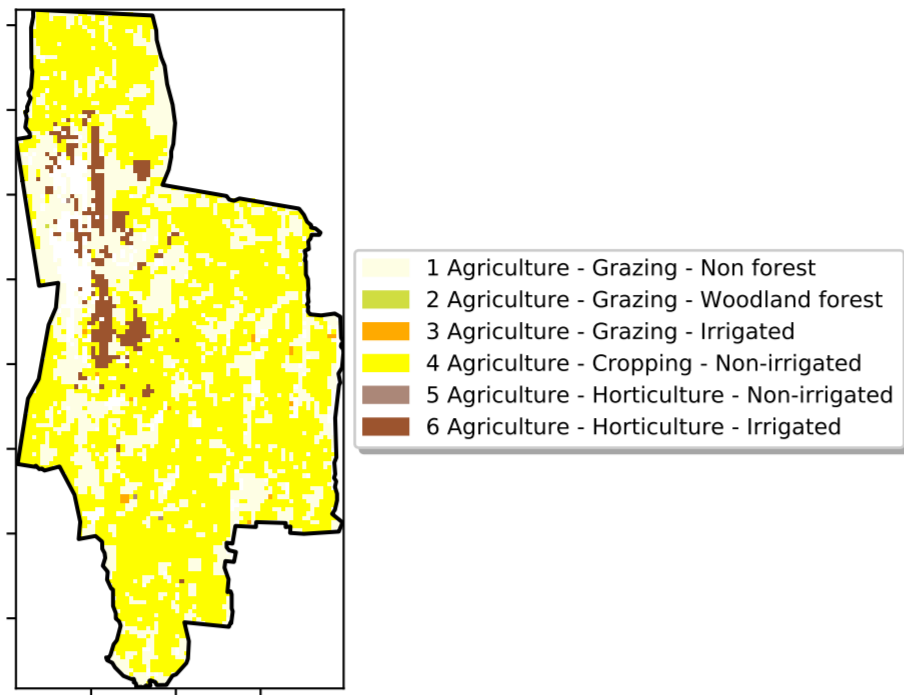 1 Agriculture - Grazing - Non forest
2 Agriculture - Grazing - Woodland forest
3 Agriculture - Grazing - Irrigated
4 Agriculture - Cropping - Non-irrigated
5 Agriculture - Horticulture - Non-irrigated
6 Agriculture - Horticulture - Irrigated